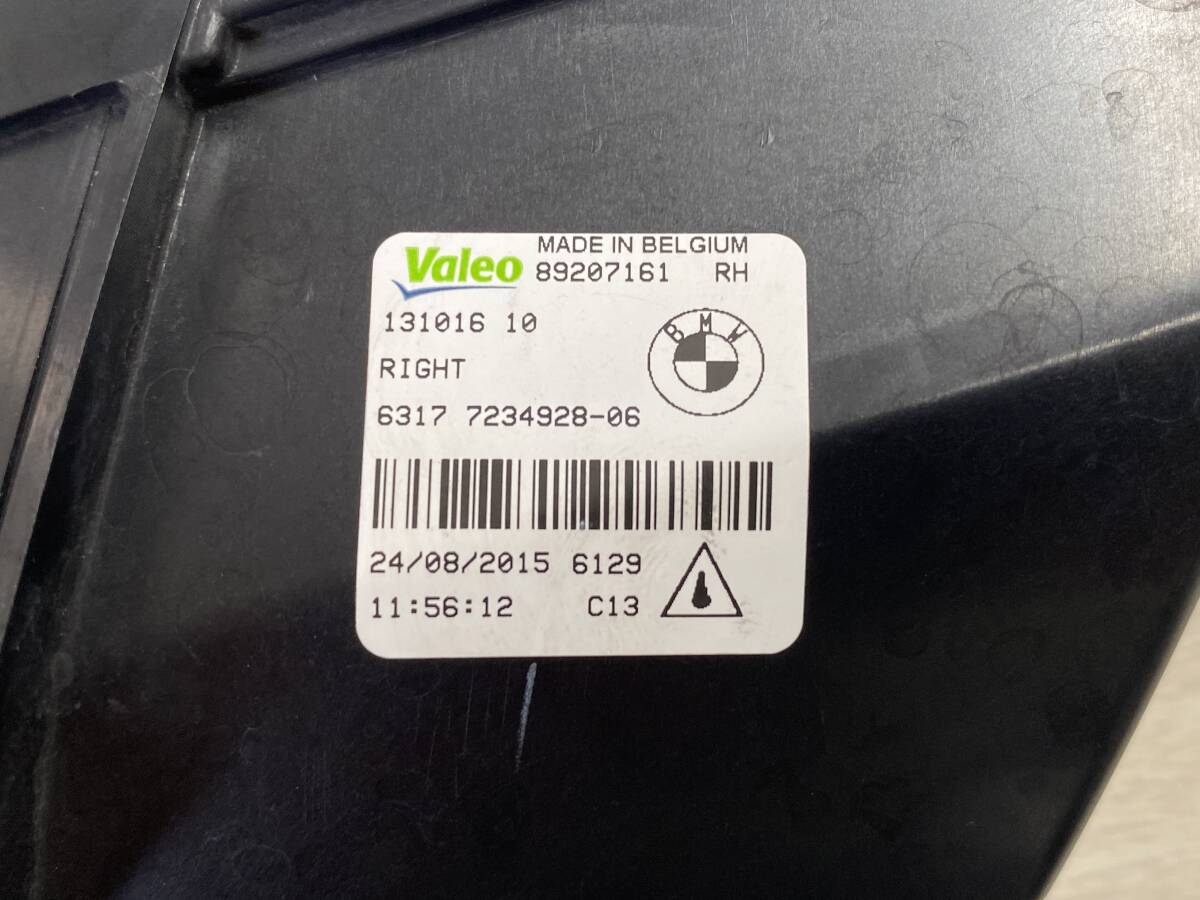 Valeo MADE IN BELGIUM
89207161 RH
131016 10
BMW
RIGHT
6317 7234928-06
24/08/2015 6129
11:56:12 C13